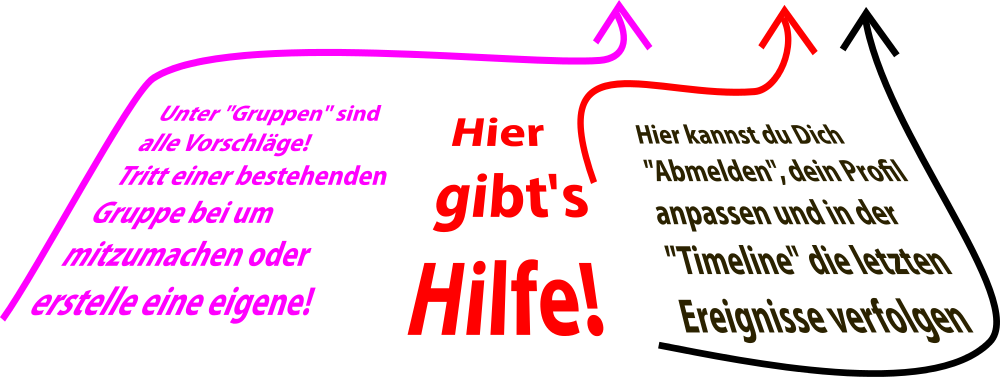 Unter "Gruppen" sind
alle Vorschläge!
Tritt einer bestehenden
Gruppe bei um
mitzumachen oder
erstelle eine eigene!
Hier
gibt's
Hilfe!
Hier kannst du Dich
"Abmelden", dein Profil
anpassen und in der
"Timeline" die letzten
Ereignisse verfolgen